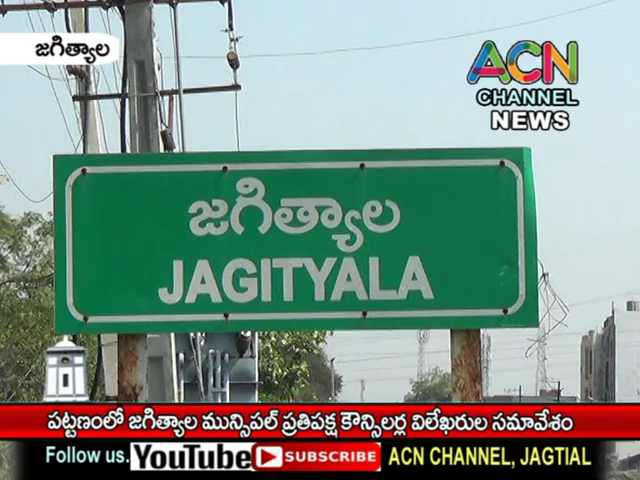 జగిత్యాల
ACN
CHANNEL
NEWS
జగిత్యాల
JAGITYALA
పట్టణంలో జగిత్యాల మున్సిపల్ ప్రతిపక్ష కౌన్సిలర్ల విలేఖరుల సమావేశం
Follow us. YouTube SUBSCRIBE ACN CHANNEL, JAGTIAL